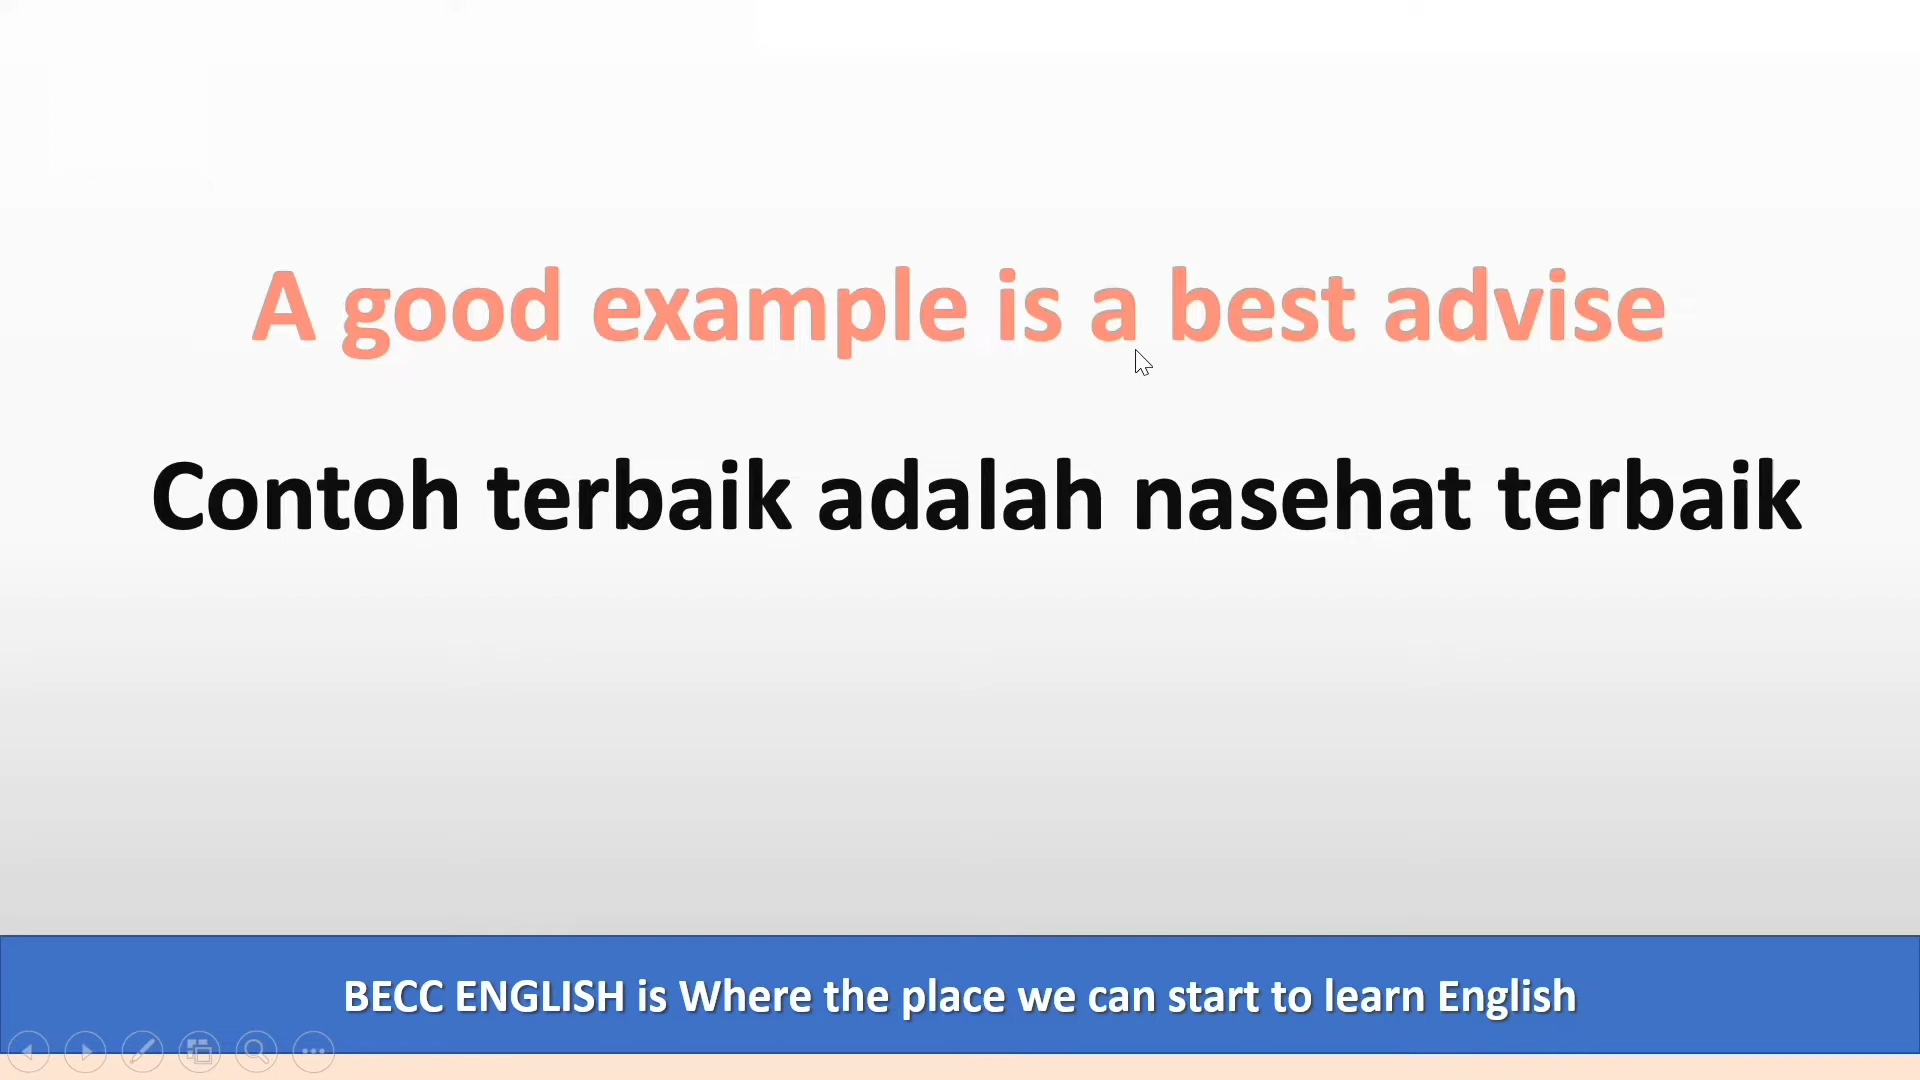 A good example is a best advise
Contoh terbaik adalah nasehat terbaik
BECC ENGLISH is Where the place we can start to learn English